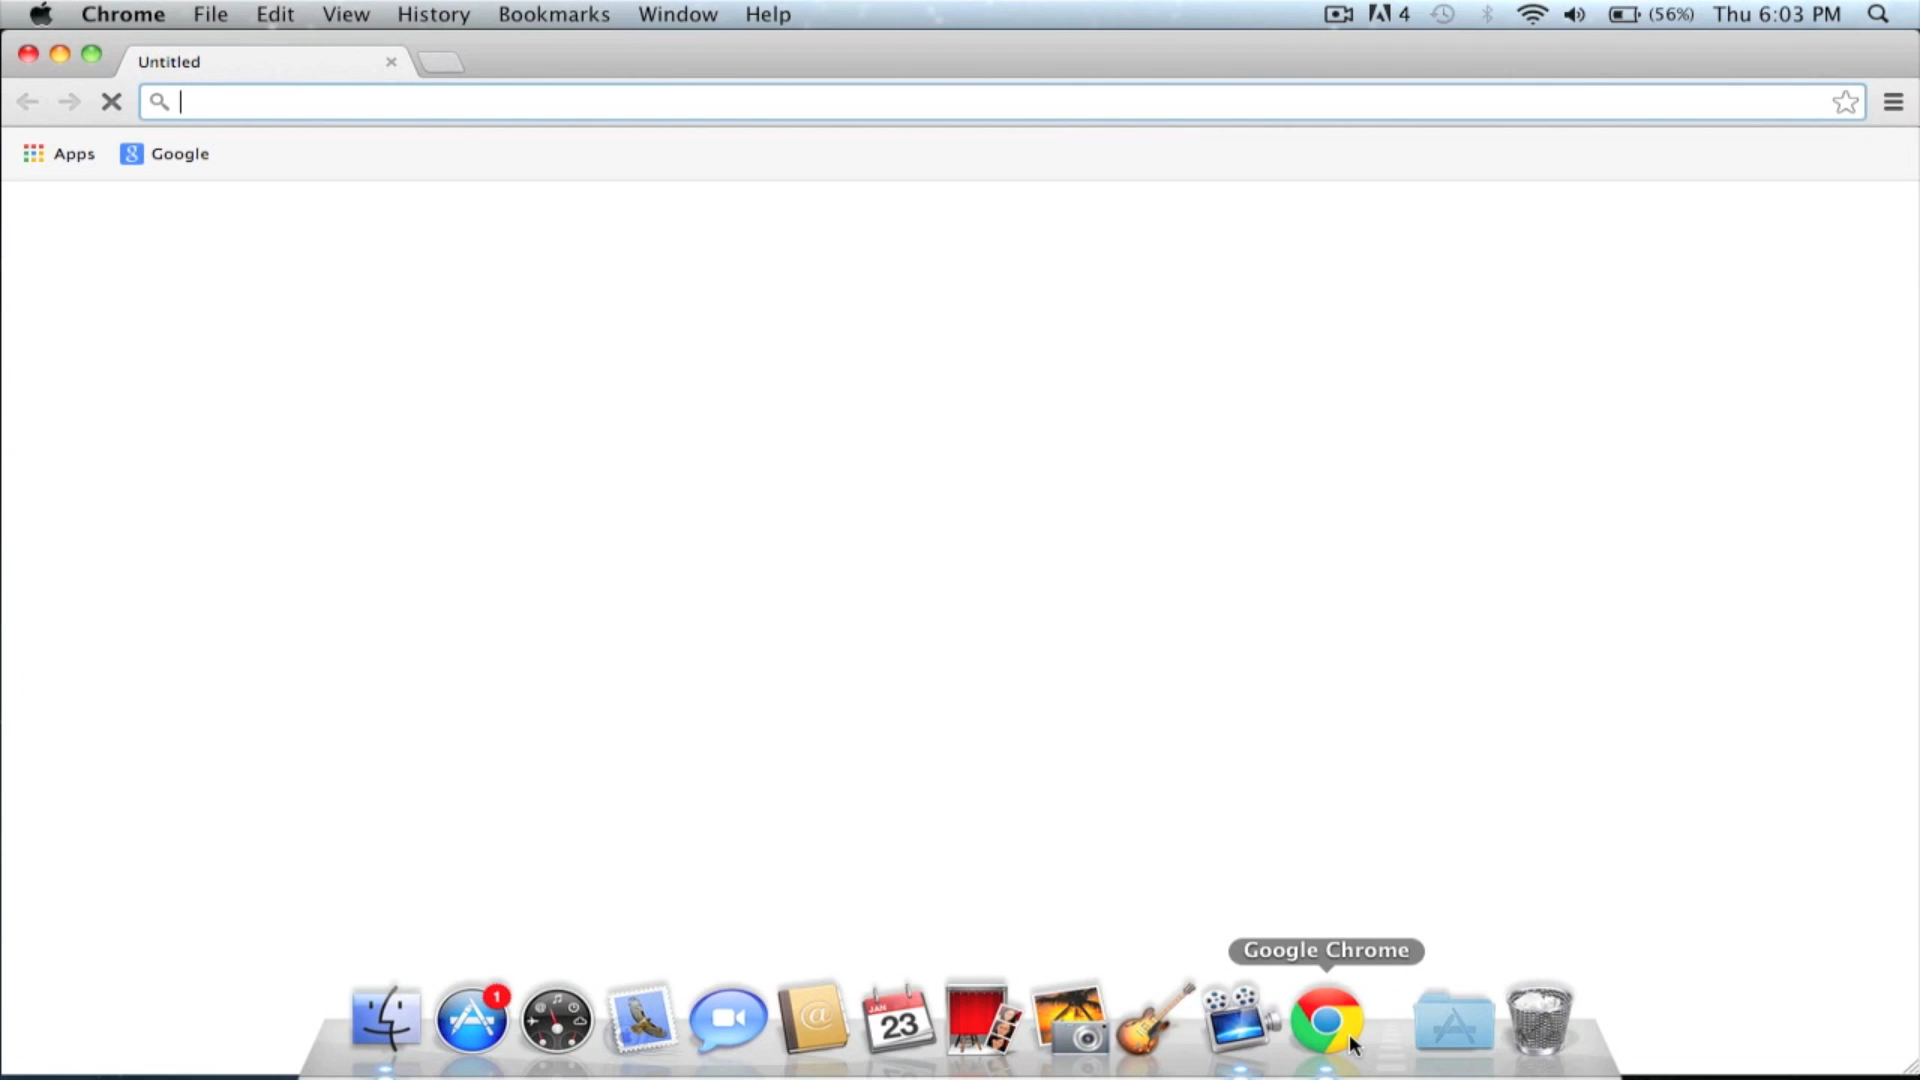 Chrome File Edit View History Bookmarks Window Help 4 (56%) Thu 6:03 PM
Untitled
Apps Google
Google Chrome
1
JAN
23